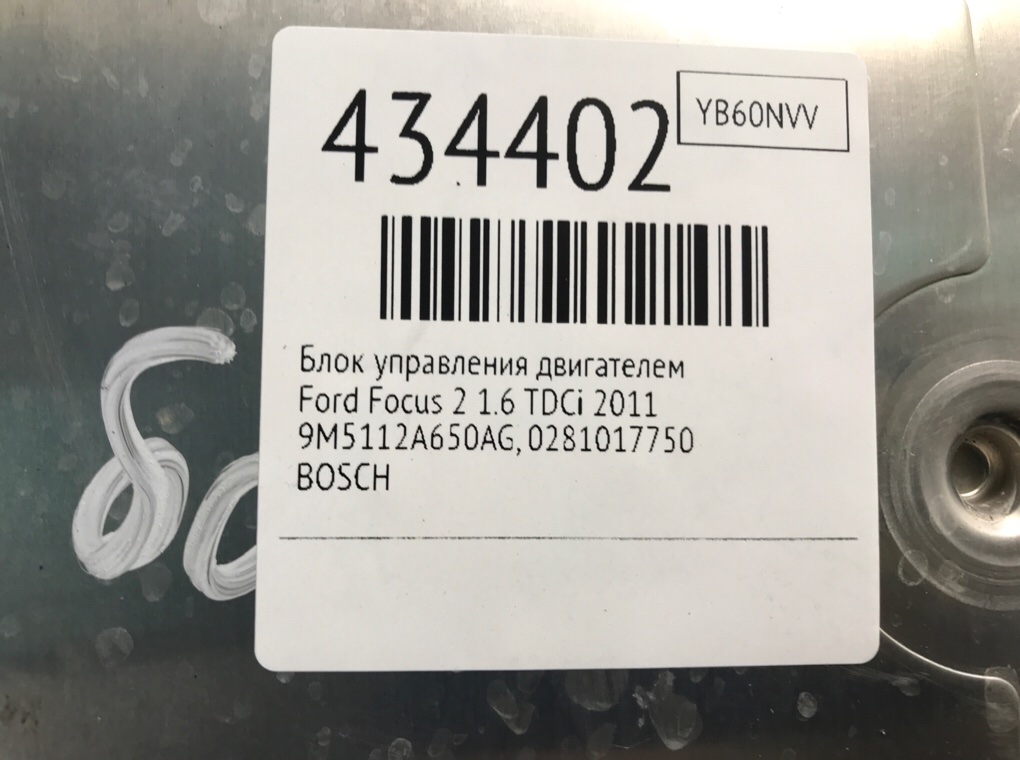 434402
YB60NVV
Блок управления двигателем
Ford Focus 2 1.6 TDCi 2011
9M5112A650AG, 0281017750
BOSCH